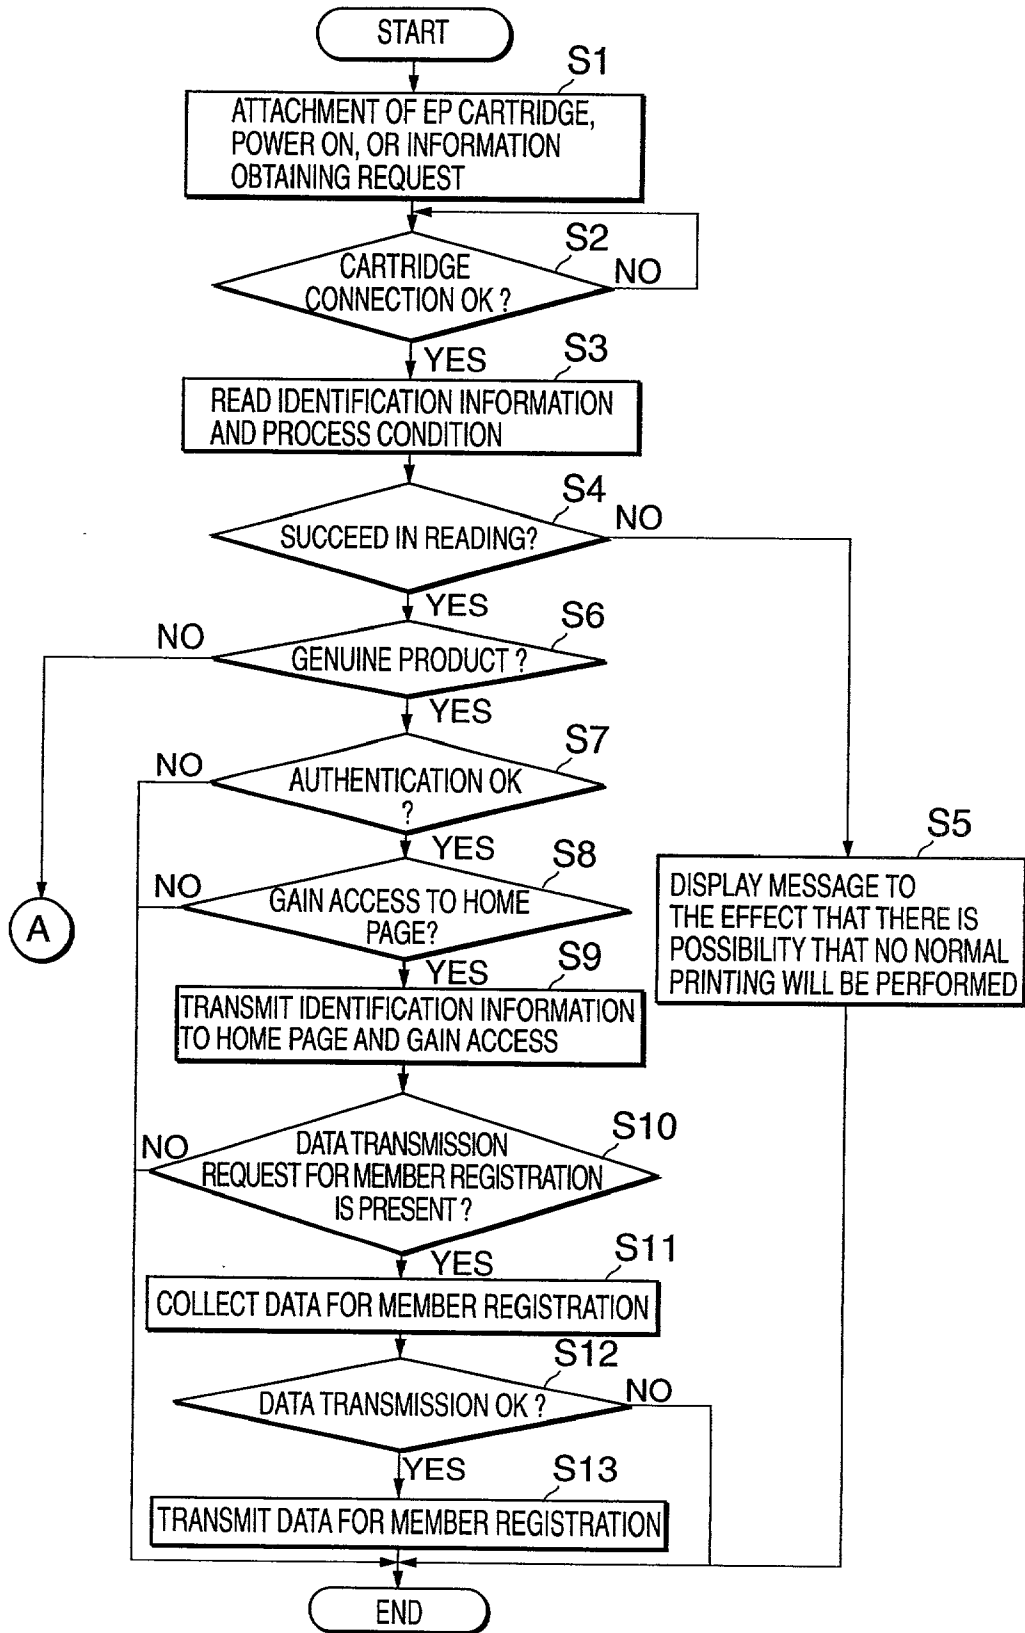 START
S1
ATTACHMENT OF EP CARTRIDGE,
POWER ON, OR INFORMATION
OBTAINING REQUEST
S2
CARTRIDGE
CONNECTION OK ?
NO
YES
S3
READ IDENTIFICATION INFORMATION
AND PROCESS CONDITION
S4
SUCCEED IN READING?
NO
YES
S6
GENUINE PRODUCT ?
NO
YES
S7
AUTHENTICATION OK
?
NO
YES
A
S8
GAIN ACCESS TO HOME
PAGE?
NO
YES
S5
DISPLAY MESSAGE TO
THE EFFECT THAT THERE IS
POSSIBILITY THAT NO NORMAL
PRINTING WILL BE PERFORMED
S9
TRANSMIT IDENTIFICATION INFORMATION
TO HOME PAGE AND GAIN ACCESS
S10
DATA TRANSMISSION
REQUEST FOR MEMBER REGISTRATION
IS PRESENT ?
NO
YES
S11
COLLECT DATA FOR MEMBER REGISTRATION
S12
DATA TRANSMISSION OK ?
NO
YES
S13
TRANSMIT DATA FOR MEMBER REGISTRATION
END